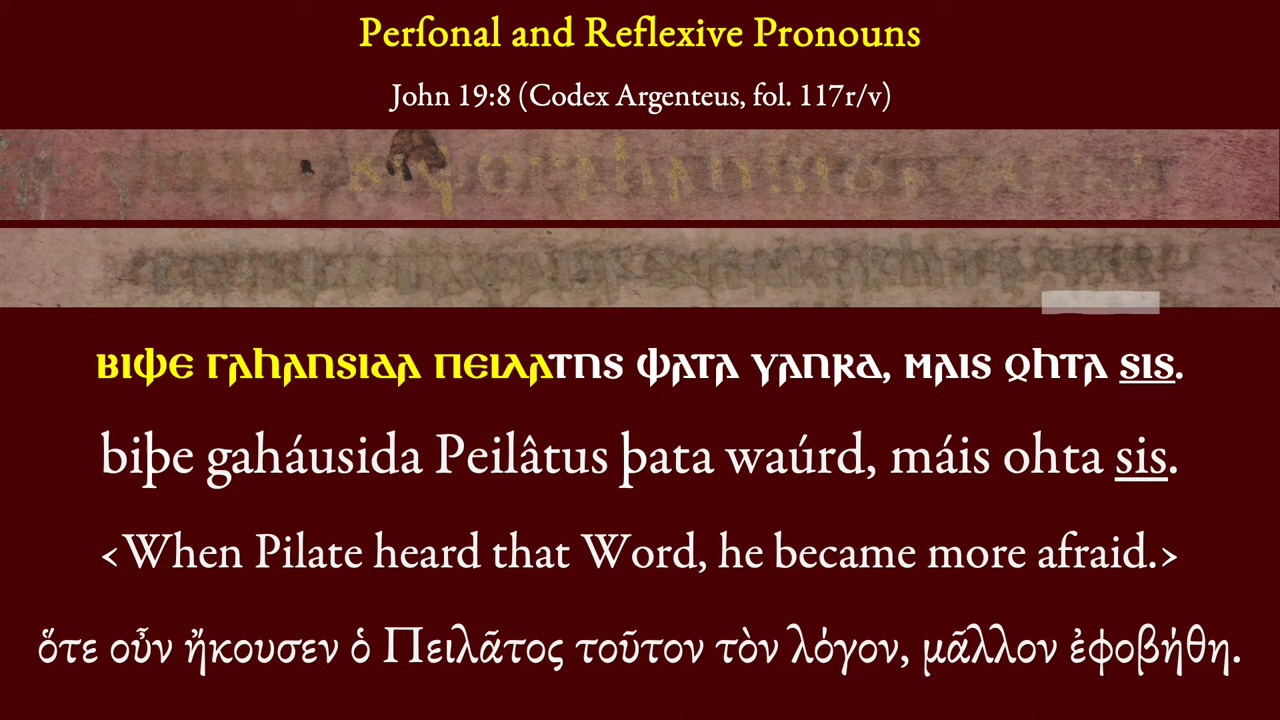 Perſonal and Reflexive Pronouns
John 19:8 (Codex Argenteus, fol. 117r/v)
𐌱𐌹𐌸𐌴 𐌲𐌰𐌷𐌰𐌿𐍃𐌹𐌳𐌰 𐍀𐌴𐌹𐌻𐌰𐍄𐌿𐍃 𐌸𐌰𐍄𐌰 𐍅𐌰𐌿𐍂𐌳, 𐌼𐌰𐌹𐍃 𐍉𐌷𐍄𐌰 𐍃𐌹𐍃.
biþe gaháusida Peilâtus þata waúrd, máis ohta sis.
<When Pilate heard that Word, he became more afraid.>
ὅτε οὖν ἤκουσεν ὁ Πειλᾶτος τοῦτον τὸν λόγον, μᾶλλον ἐφοβήθη.